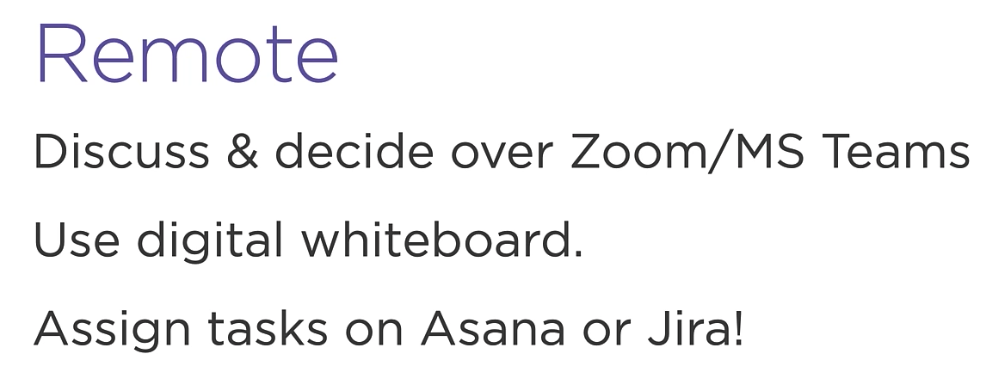 Remote
Discuss & decide over Zoom/MS Teams
Use digital whiteboard.
Assign tasks on Asana or Jira!